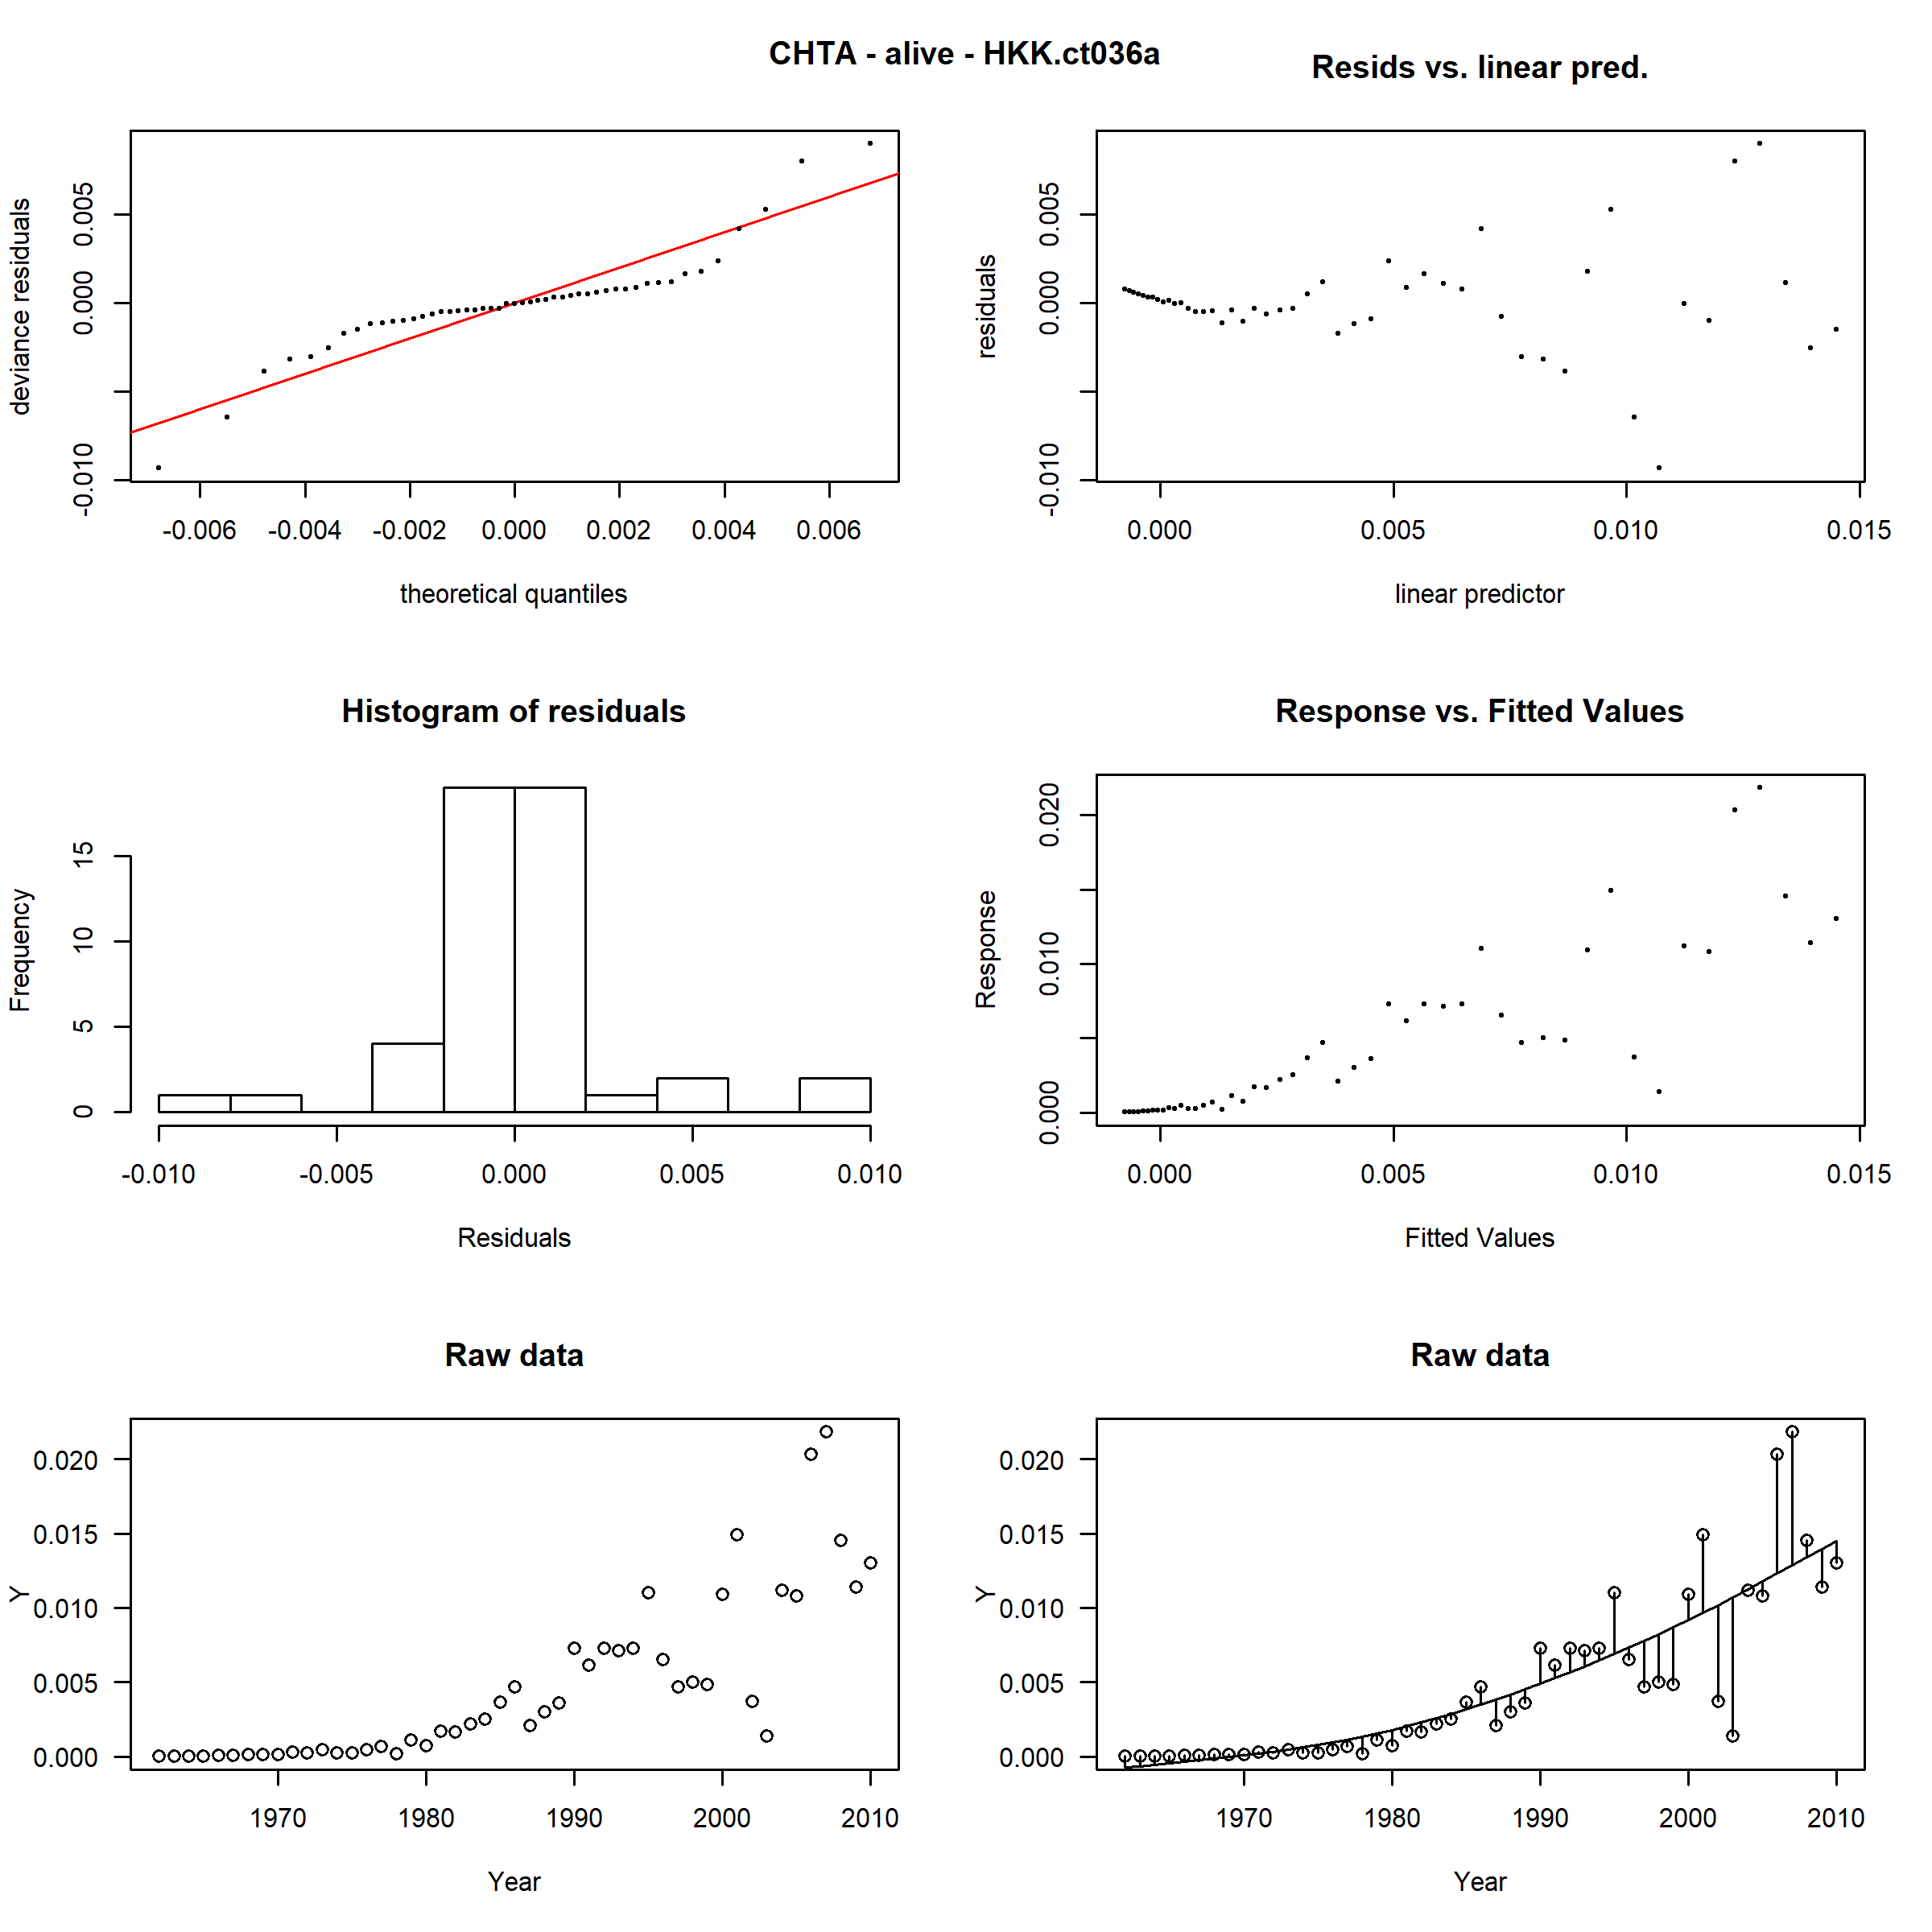 CHTA - alive - HKK.ct036a
deviance residuals
-0.010 0.000 0.005
-0.006 -0.004 -0.002 0.000 0.002 0.004 0.006
theoretical quantiles
Resids vs. linear pred.
residuals
-0.010 0.000 0.005
0.000 0.005 0.010 0.015
linear predictor
Histogram of residuals
Frequency
0 5 10 15
-0.010 -0.005 0.000 0.005 0.010
Residuals
Response vs. Fitted Values
Response
0.000 0.010 0.020
0.000 0.005 0.010 0.015
Fitted Values
Raw data
Y
0.020
0.015
0.010
0.005
0.000
1970 1980 1990 2000 2010
Year
Raw data
Y
0.020
0.015
0.010
0.005
0.000
1970 1980 1990 2000 2010
Year